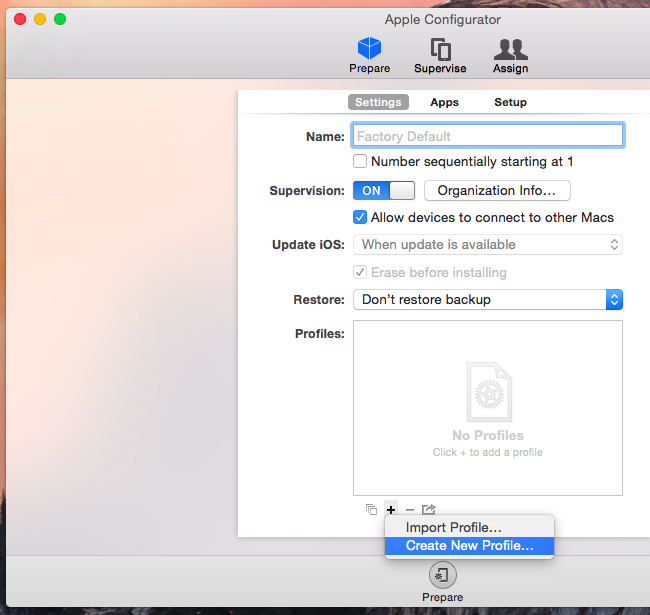 Apple Configurator
Prepare Supervise Assign
Settings Apps Setup
Name: Factory Default
Number sequentially starting at 1
Supervision: ON Organization Info...
Allow devices to connect to other Macs
Update iOS: When update is available
Erase before installing
Restore: Don't restore backup
Profiles:
No Profiles
Click + to add a profile
Import Profile...
Create New Profile...
Prepare